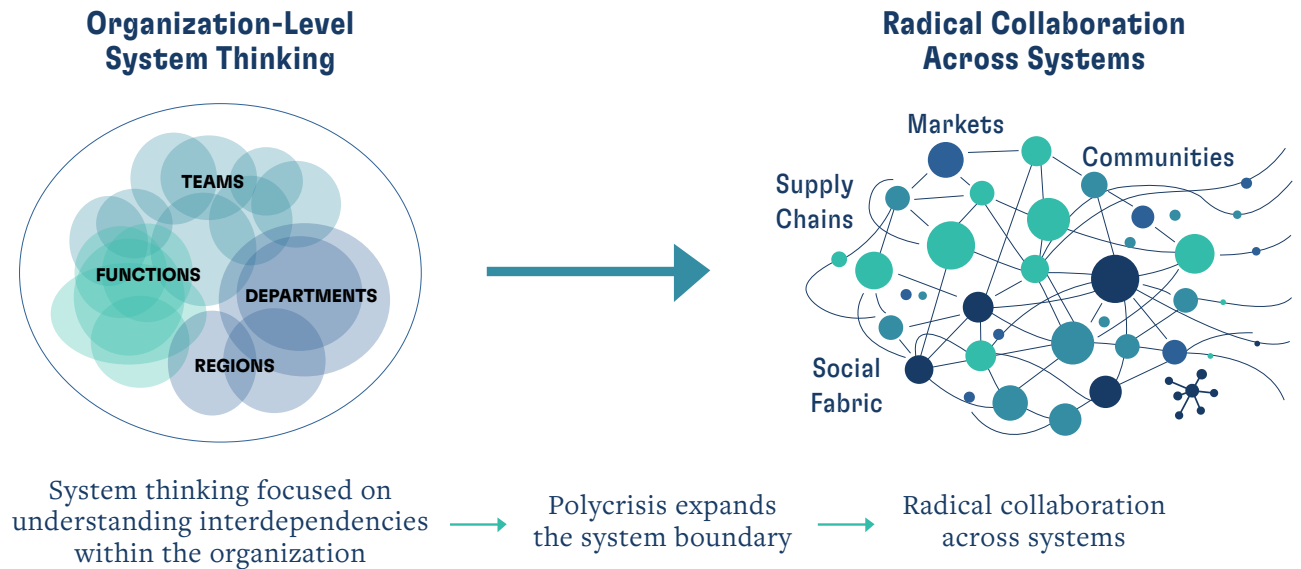 Organization-Level
System Thinking
TEAMS
FUNCTIONS
DEPARTMENTS
REGIONS
Radical Collaboration
Across Systems
Markets
Communities
Supply
Chains
Social
Fabric
System thinking focused on
understanding interdependencies
within the organization
Polycrisis expands
the system boundary
Radical collaboration
across systems